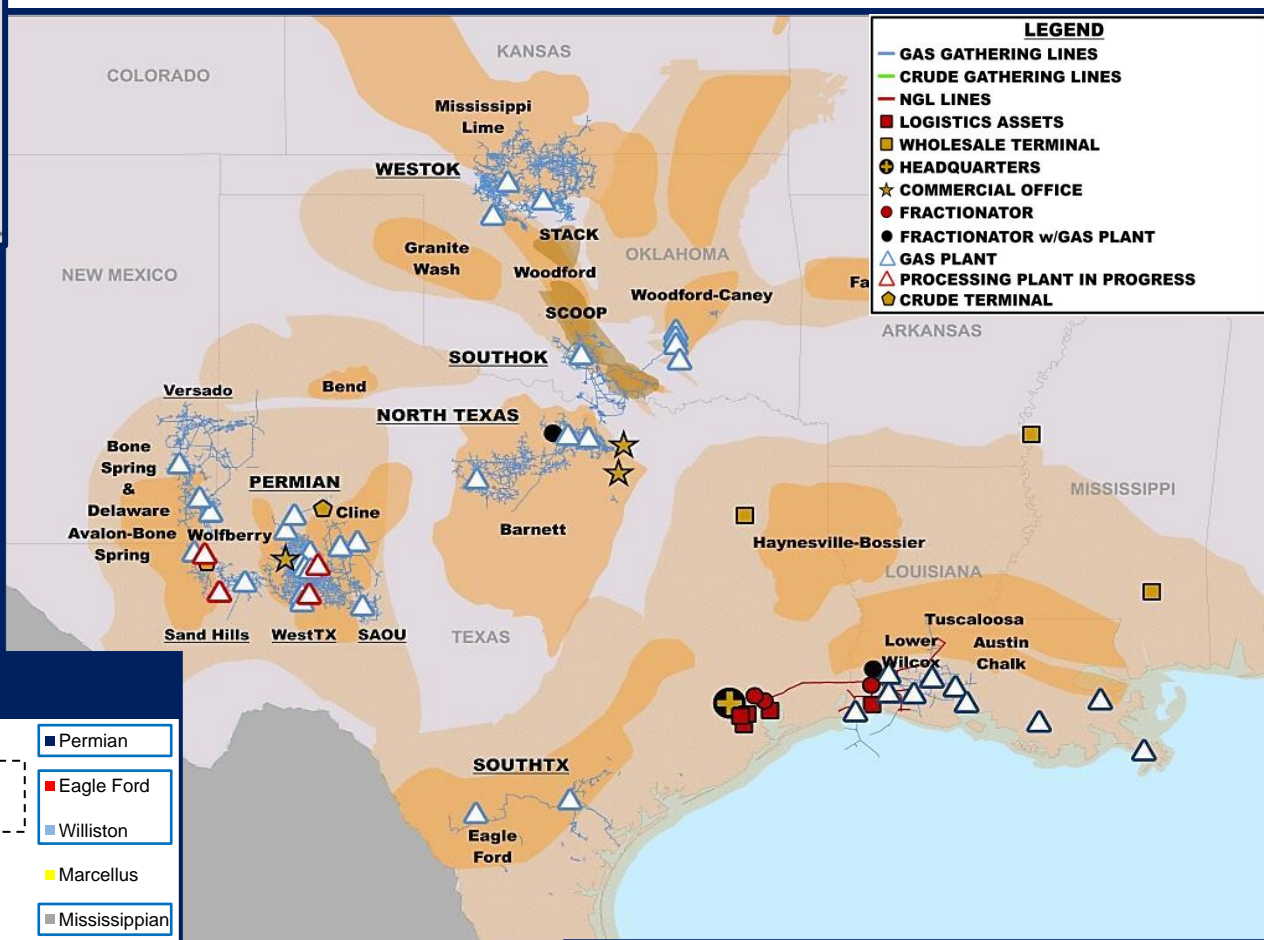 LEGEND
GAS GATHERING LINES
CRUDE GATHERING LINES
NGL LINES
LOGISTICS ASSETS
WHOLESALE TERMINAL
HEADQUARTERS
COMMERCIAL OFFICE
FRACTIONATOR
FRACTIONATOR w/GAS PLANT
GAS PLANT
PROCESSING PLANT IN PROGRESS
CRUDE TERMINAL
KANSAS
COLORADO
Mississippi
Lime
WESTOK
STACK
Granite
Wash
Woodford
OKLAHOMA
NEW MEXICO
Woodford-Caney
Fa
SCOOP
ARKANSAS
SOUTHOK
Versado
Bend
NORTH TEXAS
Bone
Spring
&
Delaware
PERMIAN
Cline
Avalon-Bone
Spring
Wolfberry
Barnett
MISSISSIPPI
Haynesville-Bossier
LOUISIANA
Sand Hills
WestTX
SAOU
TEXAS
Tuscaloosa
Lower
Wilcox
Austin
Chalk
SOUTHTX
Eagle
Ford
Permian
Eagle Ford
Williston
Marcellus
Mississippian